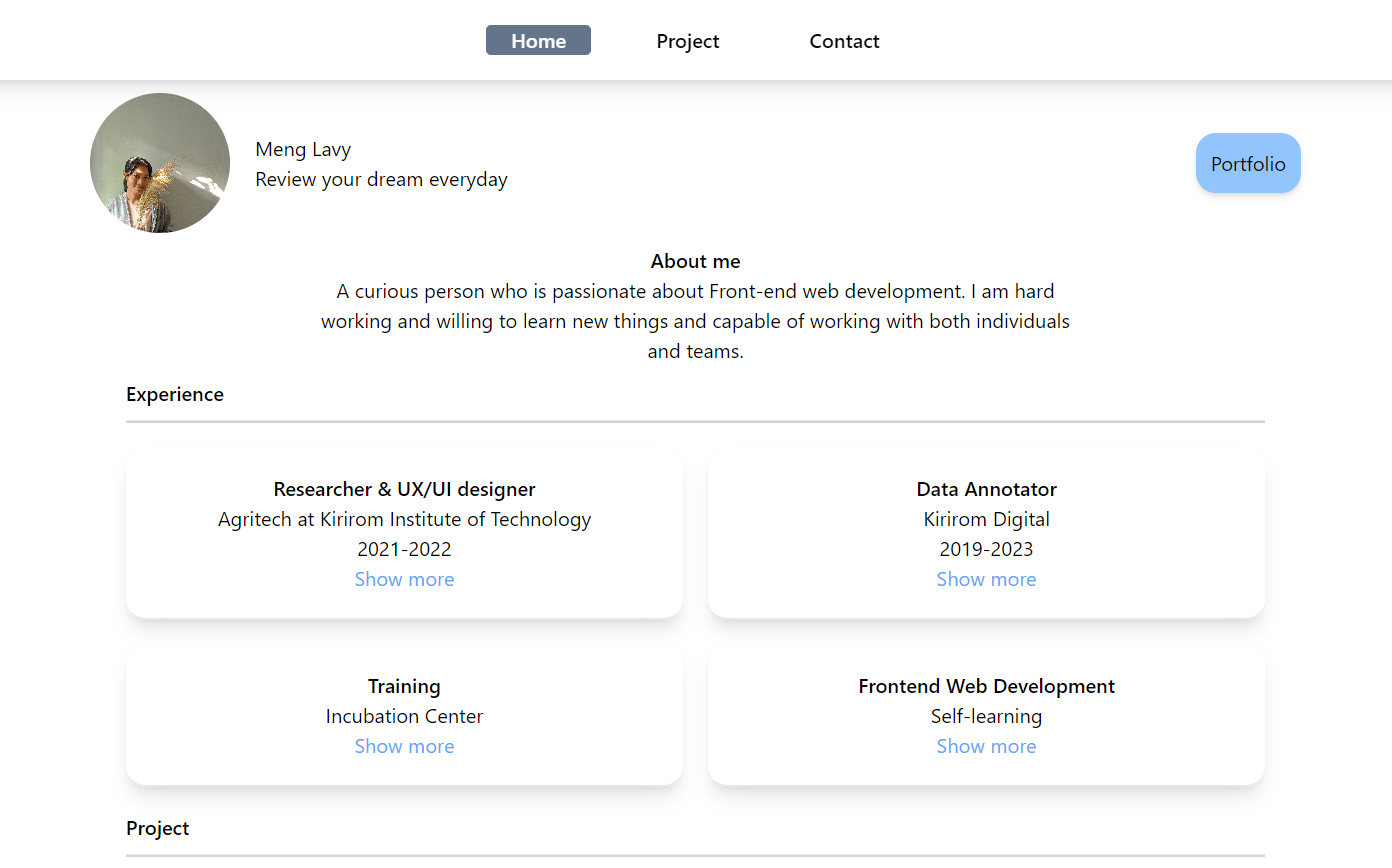 Home Project Contact
Meng Lavy
Review your dream everyday
Portfolio
About me
A curious person who is passionate about Front-end web development. I am hard
working and willing to learn new things and capable of working with both individuals
and teams.
Experience
Researcher & UX/UI designer
Agritech at Kirirom Institute of Technology
2021-2022
Show more
Data Annotator
Kirirom Digital
2019-2023
Show more
Training
Incubation Center
Show more
Frontend Web Development
Self-learning
Show more
Project